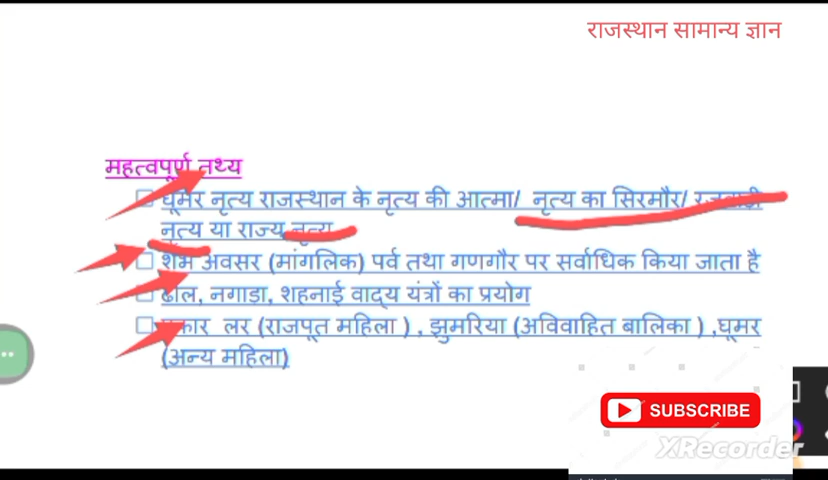 राजस्थान सामान्य ज्ञान
महत्वपूर्ण तथ्य
घूमर नृत्य राजस्थान के नृत्य की आत्मा/ नृत्य का सिरमौर/ रजवाड़ी
नृत्य या राज्य नृत्य
अवसर (मांगलिक) पर्व तथा गणगौर पर सर्वाधिक किया जाता है
ढोल, नगाडा, शहनाई वाद्य यंत्रों का प्रयोग
लर (राजपूत महिला ) , झुमरिया (अविवाहित बालिका ) ,घूमर
(अन्य महिला)
SUBSCRIBE
XRecorder